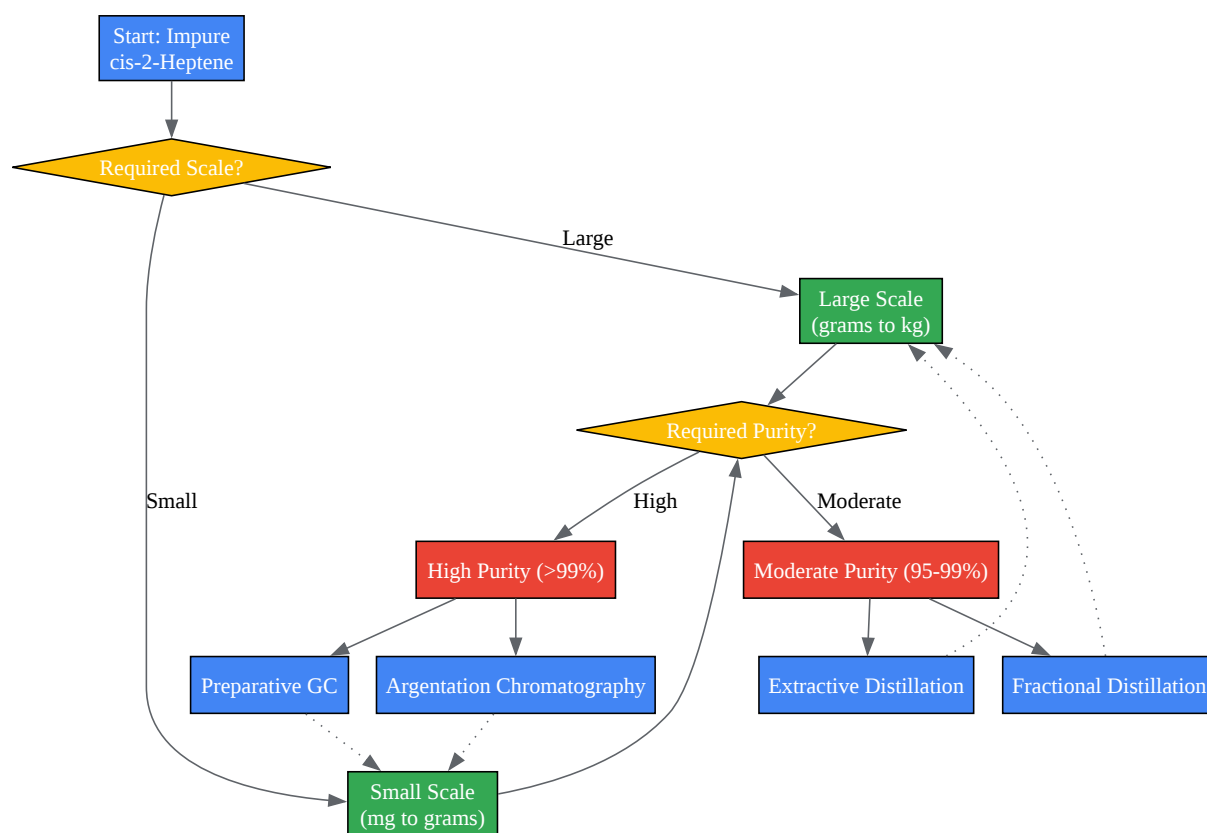 Start: Impure
cis-2-Heptene
Required Scale?
Large
Large Scale
(grams to kg)
Required Purity?
Small
High
Moderate
High Purity (>99%)
Moderate Purity (95-99%)
Preparative GC
Argentation Chromatography
Extractive Distillation
Fractional Distillation
Small Scale
(mg to grams)